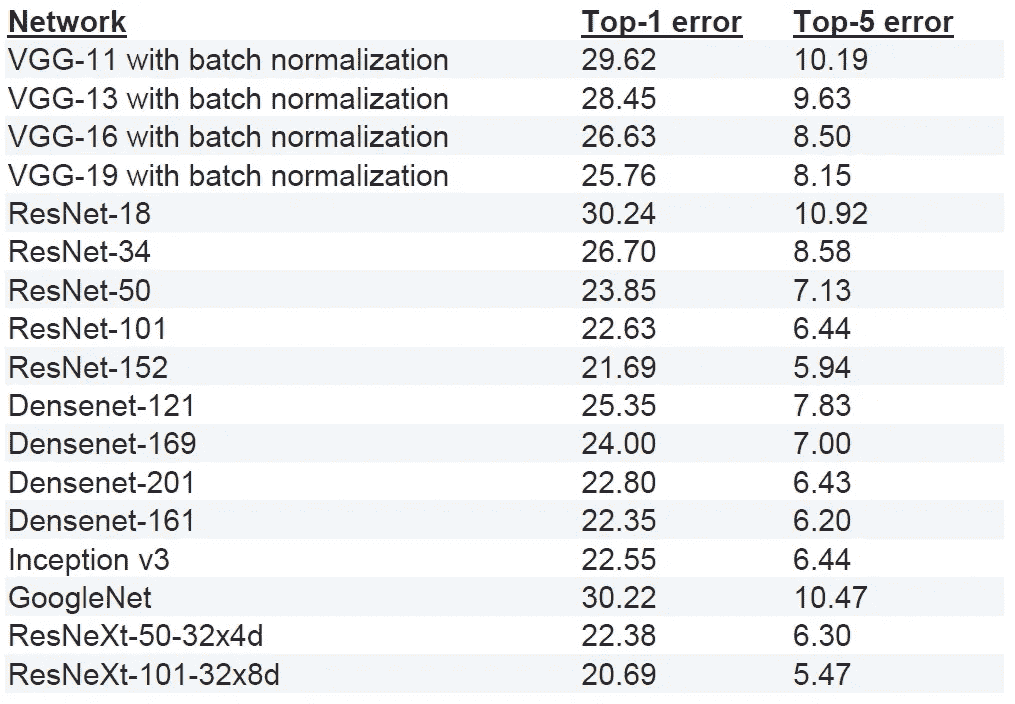 Network Top-1 error Top-5 error
VGG-11 with batch normalization 29.62 10.19
VGG-13 with batch normalization 28.45 9.63
VGG-16 with batch normalization 26.63 8.50
VGG-19 with batch normalization 25.76 8.15
ResNet-18 30.24 10.92
ResNet-34 26.70 8.58
ResNet-50 23.85 7.13
ResNet-101 22.63 6.44
ResNet-152 21.69 5.94
Densenet-121 25.35 7.83
Densenet-169 24.00 7.00
Densenet-201 22.80 6.43
Densenet-161 22.35 6.20
Inception v3 22.55 6.44
GoogleNet 30.22 10.47
ResNeXt-50-32x4d 22.38 6.30
ResNeXt-101-32x8d 20.69 5.47